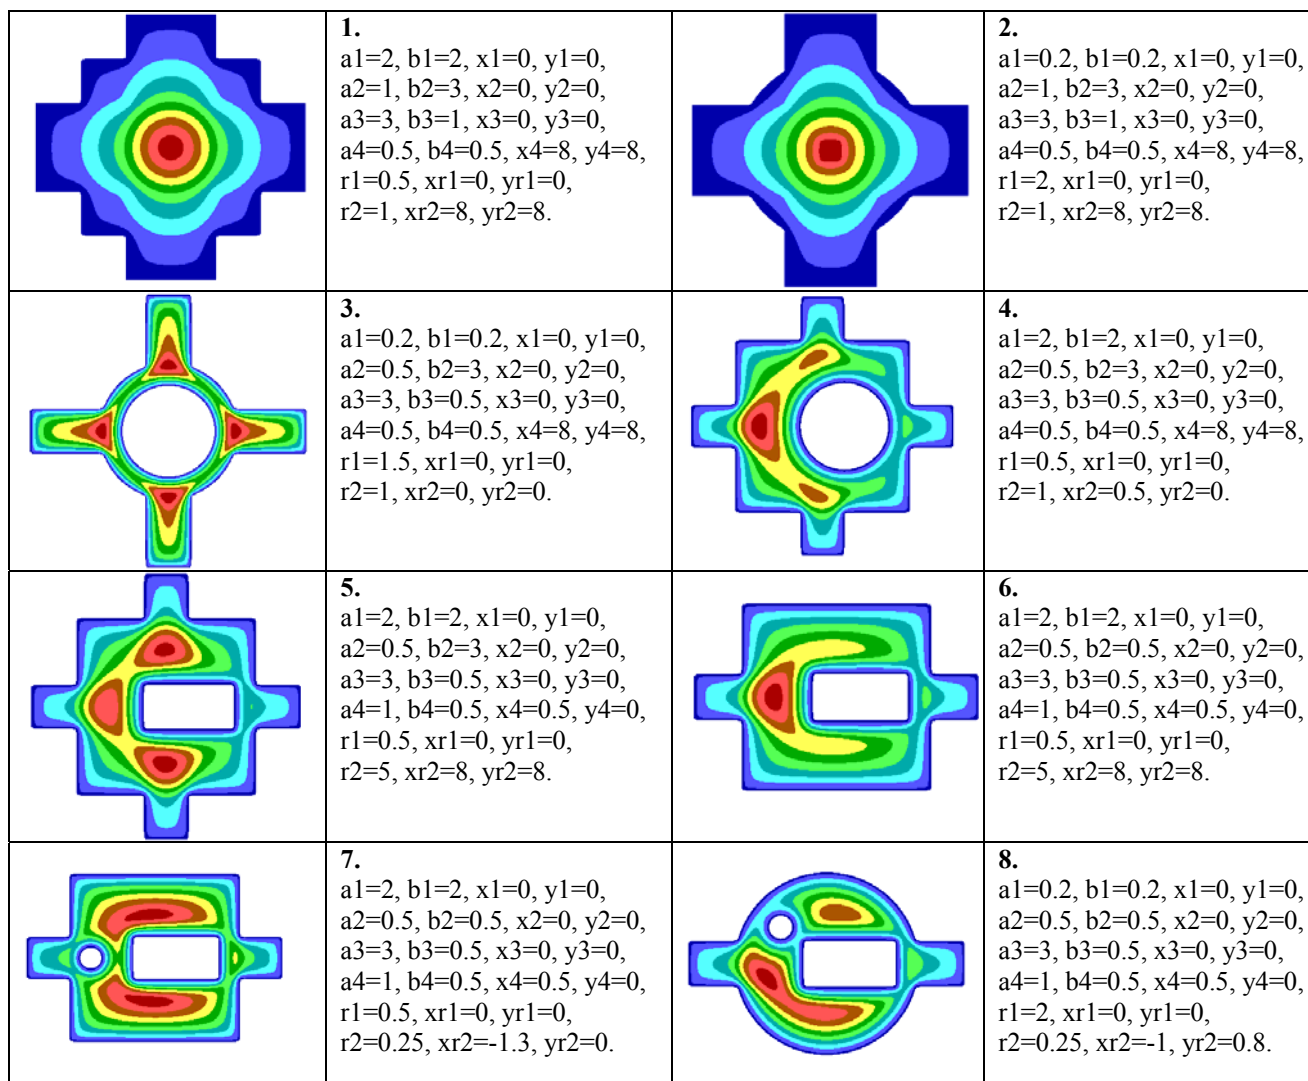 1.
a1=2, b1=2, x1=0, y1=0,
a2=1, b2=3, x2=0, y2=0,
a3=3, b3=1, x3=0, y3=0,
a4=0.5, b4=0.5, x4=8, y4=8,
r1=0.5, xr1=0, yr1=0,
r2=1, xr2=8, yr2=8.
2.
a1=0.2, b1=0.2, x1=0, y1=0,
a2=1, b2=3, x2=0, y2=0,
a3=3, b3=1, x3=0, y3=0,
a4=0.5, b4=0.5, x4=8, y4=8,
r1=2, xr1=0, yr1=0,
r2=1, xr2=8, yr2=8.
3.
a1=0.2, b1=0.2, x1=0, y1=0,
a2=0.5, b2=3, x2=0, y2=0,
a3=3, b3=0.5, x3=0, y3=0,
a4=0.5, b4=0.5, x4=8, y4=8,
r1=1.5, xr1=0, yr1=0,
r2=1, xr2=0, yr2=0.
4.
a1=2, b1=2, x1=0, y1=0,
a2=0.5, b2=3, x2=0, y2=0,
a3=3, b3=0.5, x3=0, y3=0,
a4=0.5, b4=0.5, x4=8, y4=8,
r1=0.5, xr1=0, yr1=0,
r2=1, xr2=0.5, yr2=0.
5.
a1=2, b1=2, x1=0, y1=0,
a2=0.5, b2=3, x2=0, y2=0,
a3=3, b3=0.5, x3=0, y3=0,
a4=1, b4=0.5, x4=0.5, y4=0,
r1=0.5, xr1=0, yr1=0,
r2=5, xr2=8, yr2=8.
6.
a1=2, b1=2, x1=0, y1=0,
a2=0.5, b2=0.5, x2=0, y2=0,
a3=3, b3=0.5, x3=0, y3=0,
a4=1, b4=0.5, x4=0.5, y4=0,
r1=0.5, xr1=0, yr1=0,
r2=5, xr2=8, yr2=8.
7.
a1=2, b1=2, x1=0, y1=0,
a2=0.5, b2=0.5, x2=0, y2=0,
a3=3, b3=0.5, x3=0, y3=0,
a4=1, b4=0.5, x4=0.5, y4=0,
r1=0.5, xr1=0, yr1=0,
r2=0.25, xr2=-1.3, yr2=0.
8.
a1=0.2, b1=0.2, x1=0, y1=0,
a2=0.5, b2=0.5, x2=0, y2=0,
a3=3, b3=0.5, x3=0, y3=0,
a4=1, b4=0.5, x4=0.5, y4=0,
r1=2, xr1=0, yr1=0,
r2=0.25, xr2=-1, yr2=0.8.